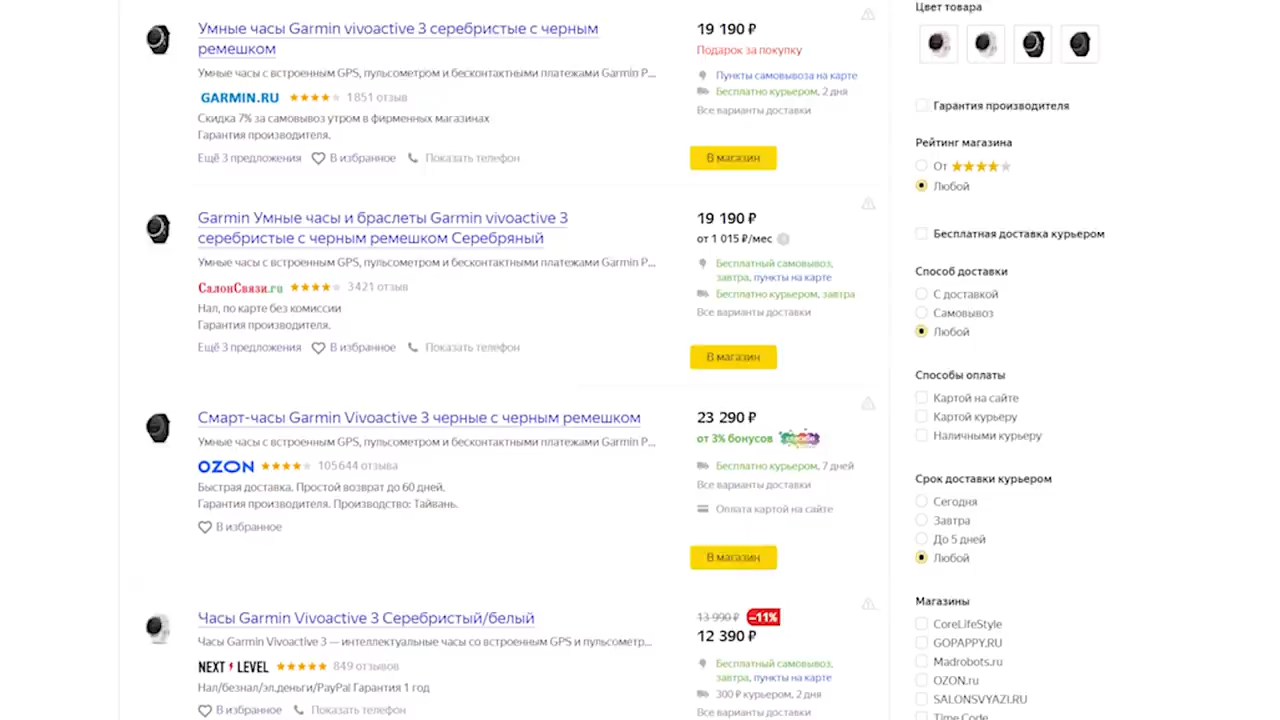 Умные часы Garmin vivoactive 3 серебристые с черным
ремешком
Умные часы с встроенным GPS, пульсометром и бесконтактными платежами Garmin P...
GARMIN.RU 1851 отзыв
Скидка 7% за самовывоз утром в фирменных магазинах
Гарантия производителя.
Ещё 3 предложения В избранное Показать телефон
19 190 ₽
Подарок за покупку
Пункты самовывоза на карте
Бесплатно курьером, 2 дня
Все варианты доставки
В магазин
Garmin Умные часы и браслеты Garmin vivoactive 3
серебристые с черным ремешком Серебряный
Умные часы с встроенным GPS, пульсометром и бесконтактными платежами Garmin P...
СалонСвязи.ru 3421 отзыв
Нал, по карте без комиссии
Гарантия производителя.
Ещё 3 предложения В избранное Показать телефон
19 190 ₽
от 1 015 ₽/мес
Бесплатный самовывоз,
завтра, пункты на карте
Бесплатно курьером, завтра
Все варианты доставки
В магазин
Смарт-часы Garmin Vivoactive 3 черные с черным ремешком
Умные часы с встроенным GPS, пульсометром и бесконтактными платежами Garmin P...
OZON 105644 отзыва
Быстрая доставка. Простой возврат до 60 дней.
Гарантия производителя. Производство: Тайвань.
В избранное
23 290 ₽
от 3% бонусов спасибо
Бесплатно курьером, 7 дней
Все варианты доставки
Оплата картой на сайте
В магазин
Часы Garmin Vivoactive 3 Серебристый/белый
Часы Garmin Vivoactive 3 — интеллектуальные часы со встроенным GPS и пульсометр...
NEXT LEVEL 849 отзывов
Нал/безнал/эл.деньги/PayPal Гарантия 1 год
В избранное Показать телефон
13 990 ₽ −11%
12 390 ₽
Бесплатный самовывоз,
завтра, пункты на карте
300 ₽ курьером, 2 дня
Все варианты доставки
Цвет товара
Гарантия производителя
Рейтинг магазина
От
Любой
Бесплатная доставка курьером
Способ доставки
С доставкой
Самовывоз
Любой
Способы оплаты
Картой на сайте
Картой курьеру
Наличными курьеру
Срок доставки курьером
Сегодня
Завтра
До 5 дней
Любой
Магазины
CoreLifeStyle
GOPAPPY.RU
Madrobots.ru
OZON.ru
SALONSVYAZI.RU
Time Code